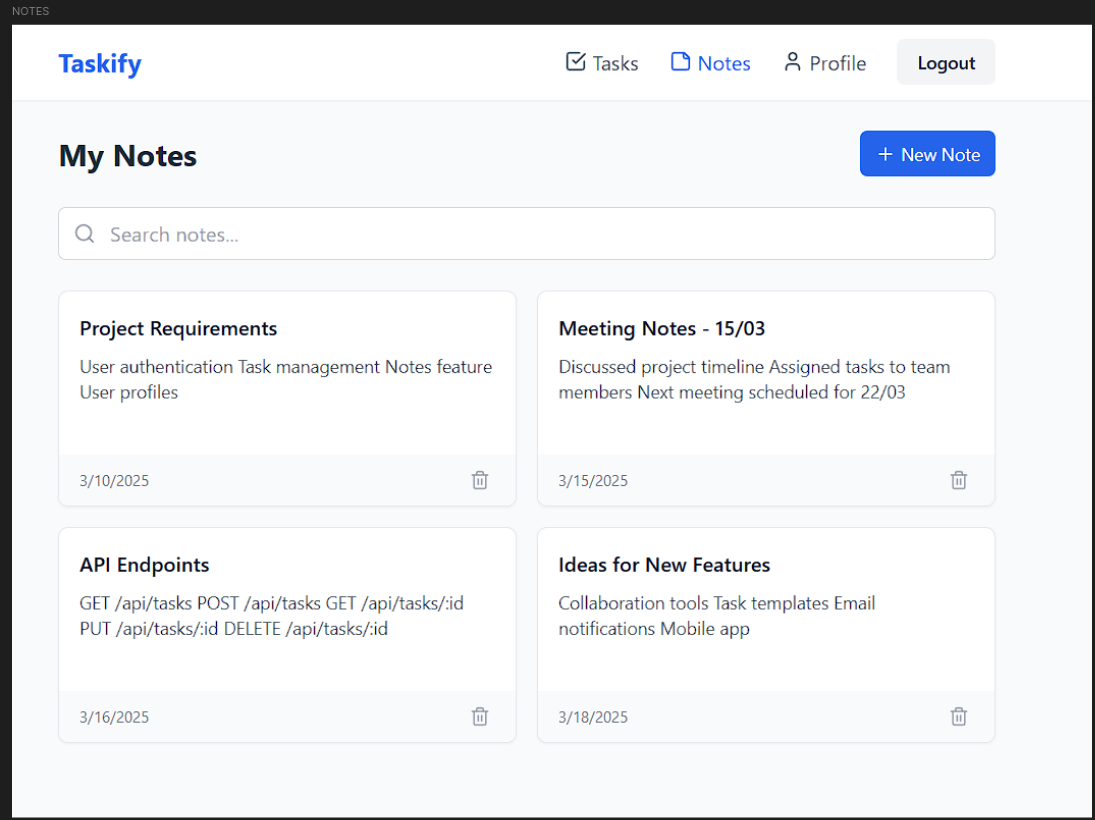 NOTES
Taskify
Tasks
Notes
Profile
Logout
My Notes
New Note
Search notes...
Project Requirements
User authentication Task management Notes feature
User profiles
3/10/2025
Meeting Notes - 15/03
Discussed project timeline Assigned tasks to team
members Next meeting scheduled for 22/03
3/15/2025
API Endpoints
GET /api/tasks POST /api/tasks GET /api/tasks/:id
PUT /api/tasks/:id DELETE /api/tasks/:id
3/16/2025
Ideas for New Features
Collaboration tools Task templates Email
notifications Mobile app
3/18/2025